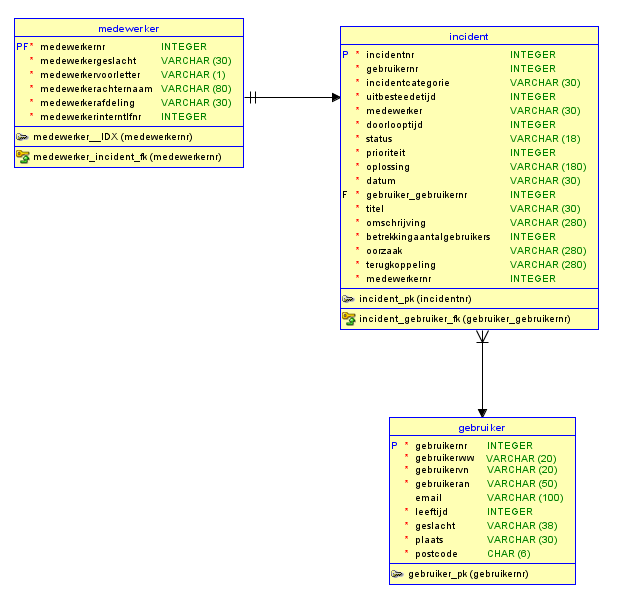 medewerker
PF * medewerkernr INTEGER
* medewerkergeslacht VARCHAR (30)
* medewerkervoorletter VARCHAR (1)
* medewerkerachternaam VARCHAR (80)
* medewerkerafdeling VARCHAR (30)
* medewerkerinterntlfnr INTEGER
medewerker__IDX (medewerkernr)
medewerker_incident_fk (medewerkernr)
incident
P * incidentnr INTEGER
* gebruikernr INTEGER
* incidentcategorie VARCHAR (30)
* uitbesteedetijd INTEGER
* medewerker VARCHAR (30)
* doorlooptijd INTEGER
* status VARCHAR (18)
* prioriteit INTEGER
* oplossing VARCHAR (180)
* datum VARCHAR (30)
F * gebruiker_gebruikernr INTEGER
* titel VARCHAR (30)
* omschrijving VARCHAR (280)
* betrekkingaantalgebruikers INTEGER
* oorzaak VARCHAR (280)
* terugkoppeling VARCHAR (280)
* medewerkernr INTEGER
incident_pk (incidentnr)
incident_gebruiker_fk (gebruiker_gebruikernr)
gebruiker
P * gebruikernr INTEGER
* gebruikerww VARCHAR (20)
* gebruikervn VARCHAR (20)
* gebruikeran VARCHAR (50)
email VARCHAR (100)
* leeftijd INTEGER
* geslacht VARCHAR (38)
* plaats VARCHAR (30)
* postcode CHAR (6)
gebruiker_pk (gebruikernr)